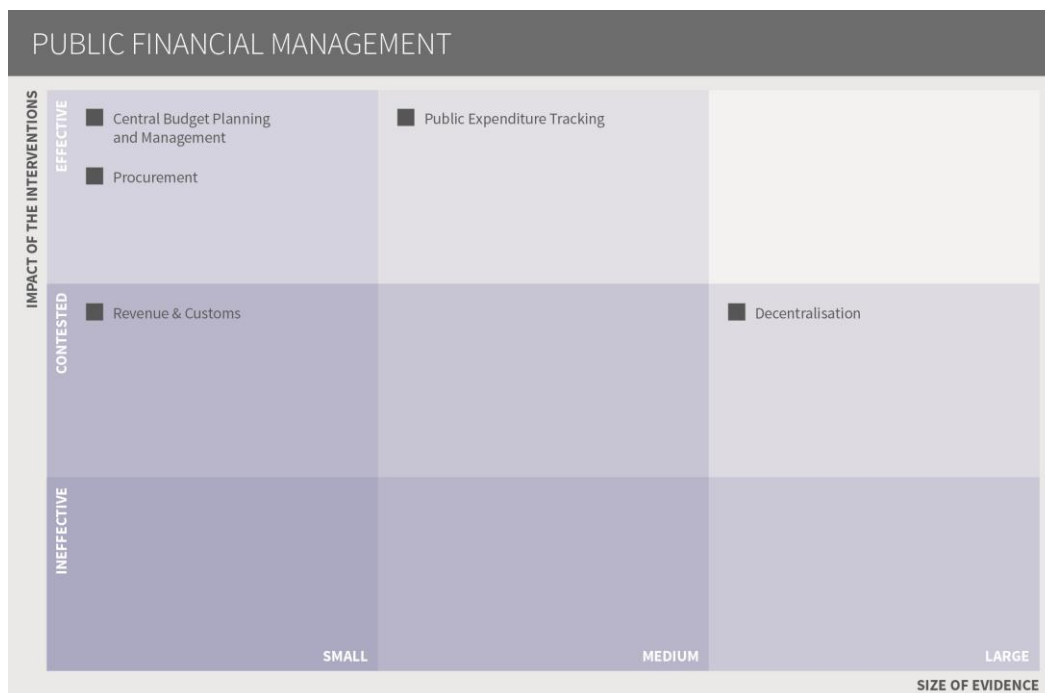 PUBLIC FINANCIAL MANAGEMENT
IMPACT OF THE INTERVENTIONS
EFFECTIVE
Central Budget Planning
and Management
Procurement
Public Expenditure Tracking
CONTESTED
Revenue & Customs
Decentralisation
INEFFECTIVE
SMALL
MEDIUM
LARGE
SIZE OF EVIDENCE